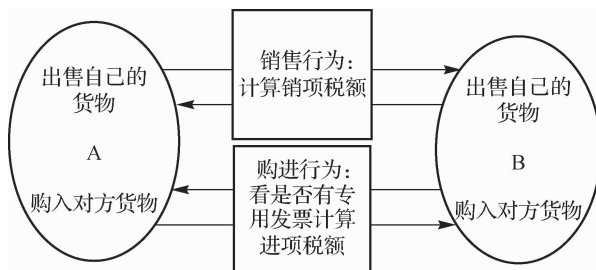 出售自己的
货物
A
购入对方货物
销售行为：
计算销项税额
购进行为：
看是否有专
用发票计算
进项税额
出售自己的
货物
B
购入对方货物